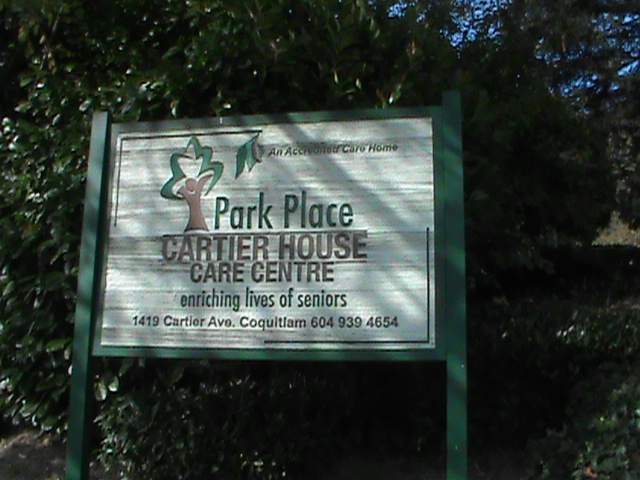 An Accredited Care Home
Park Place
CARTIER HOUSE
CARE CENTRE
enriching lives of seniors
1419 Cartier Ave. Coquitlam 604 939 4654